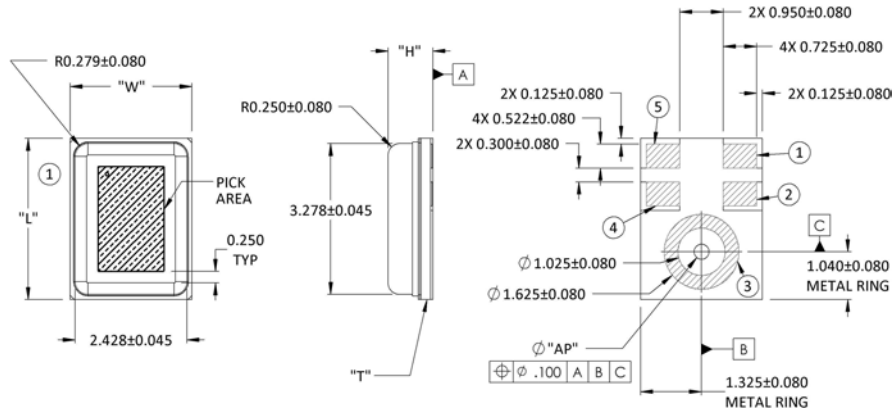 R0.279±0.080
"W"
①
"L"
PICK
AREA
0.250
TYP
2.428±0.045
"H"
A
R0.250±0.080
3.278±0.045
"T"
2X 0.950±0.080
4X 0.725±0.080
2X 0.125±0.080
2X 0.125±0.080
4X 0.522±0.080
2X 0.300±0.080
⑤
①
②
④
③
C
1.040±0.080
METAL RING
∅ 1.025±0.080
∅ 1.625±0.080
∅ "AP"
⌖ ∅ .100 A B C
B
1.325±0.080
METAL RING